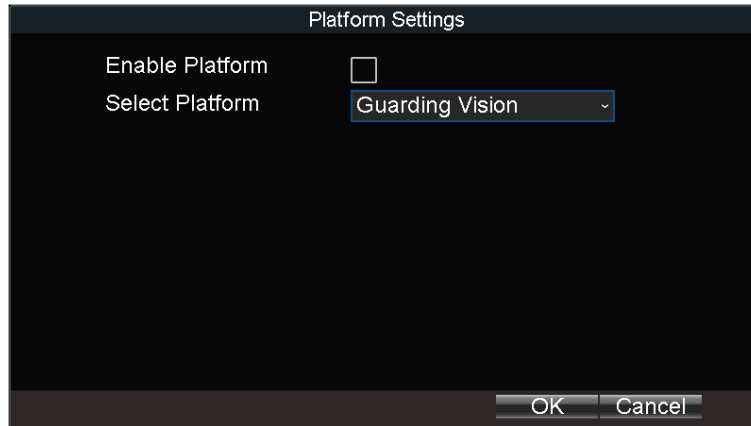 Platform Settings
Enable Platform
Select Platform Guarding Vision
OK Cancel